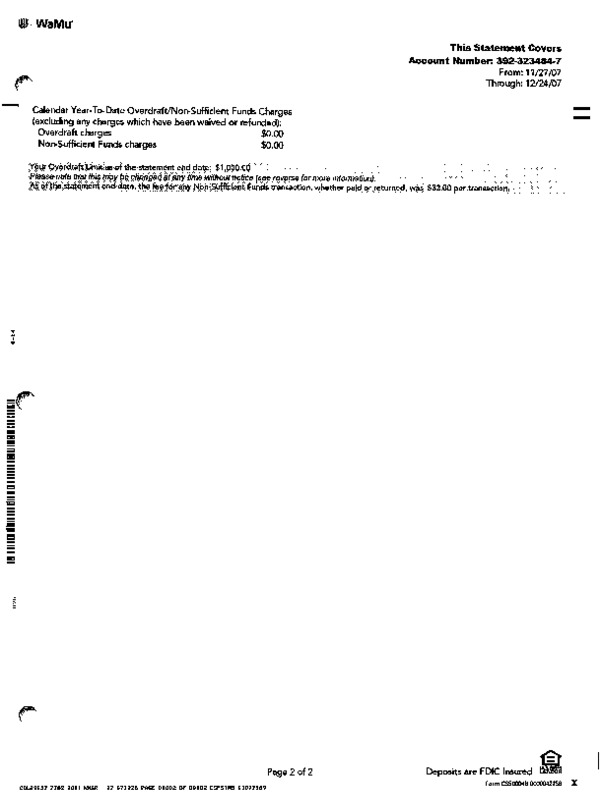 WaMu
This Statement Covers
Account Number: 392-323484-7
From: 11/27/07
Through: 12/24/07
Calendar Year-To-Date Overdraft/Non-Sufficient Funds Charges
(excluding any charges which have been waived or refunded):
Overdraft charges $0.00
Non-Sufficient Funds charges $0.00
Your Overdraft Limit as of the statement end date: $1,000.00
Please note that this may be changed at any time without notice (see reverse for more information).
As of the statement end date, the fee for any Non-Sufficient Funds transaction, whether paid or returned, was $32.00 per transaction.
Page 2 of 2
Deposits are FDIC Insured
X